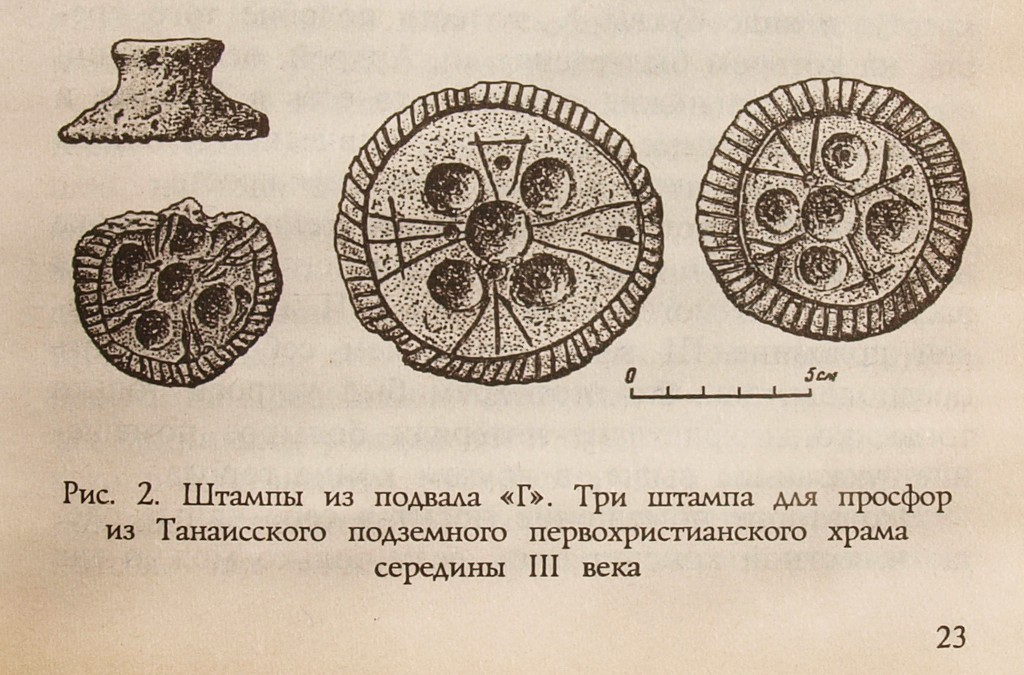 0 5см
Рис. 2. Штампы из подвала «Г». Три штампа для просфор
из Танаисского подземного первохристианского храма
середины III века
23